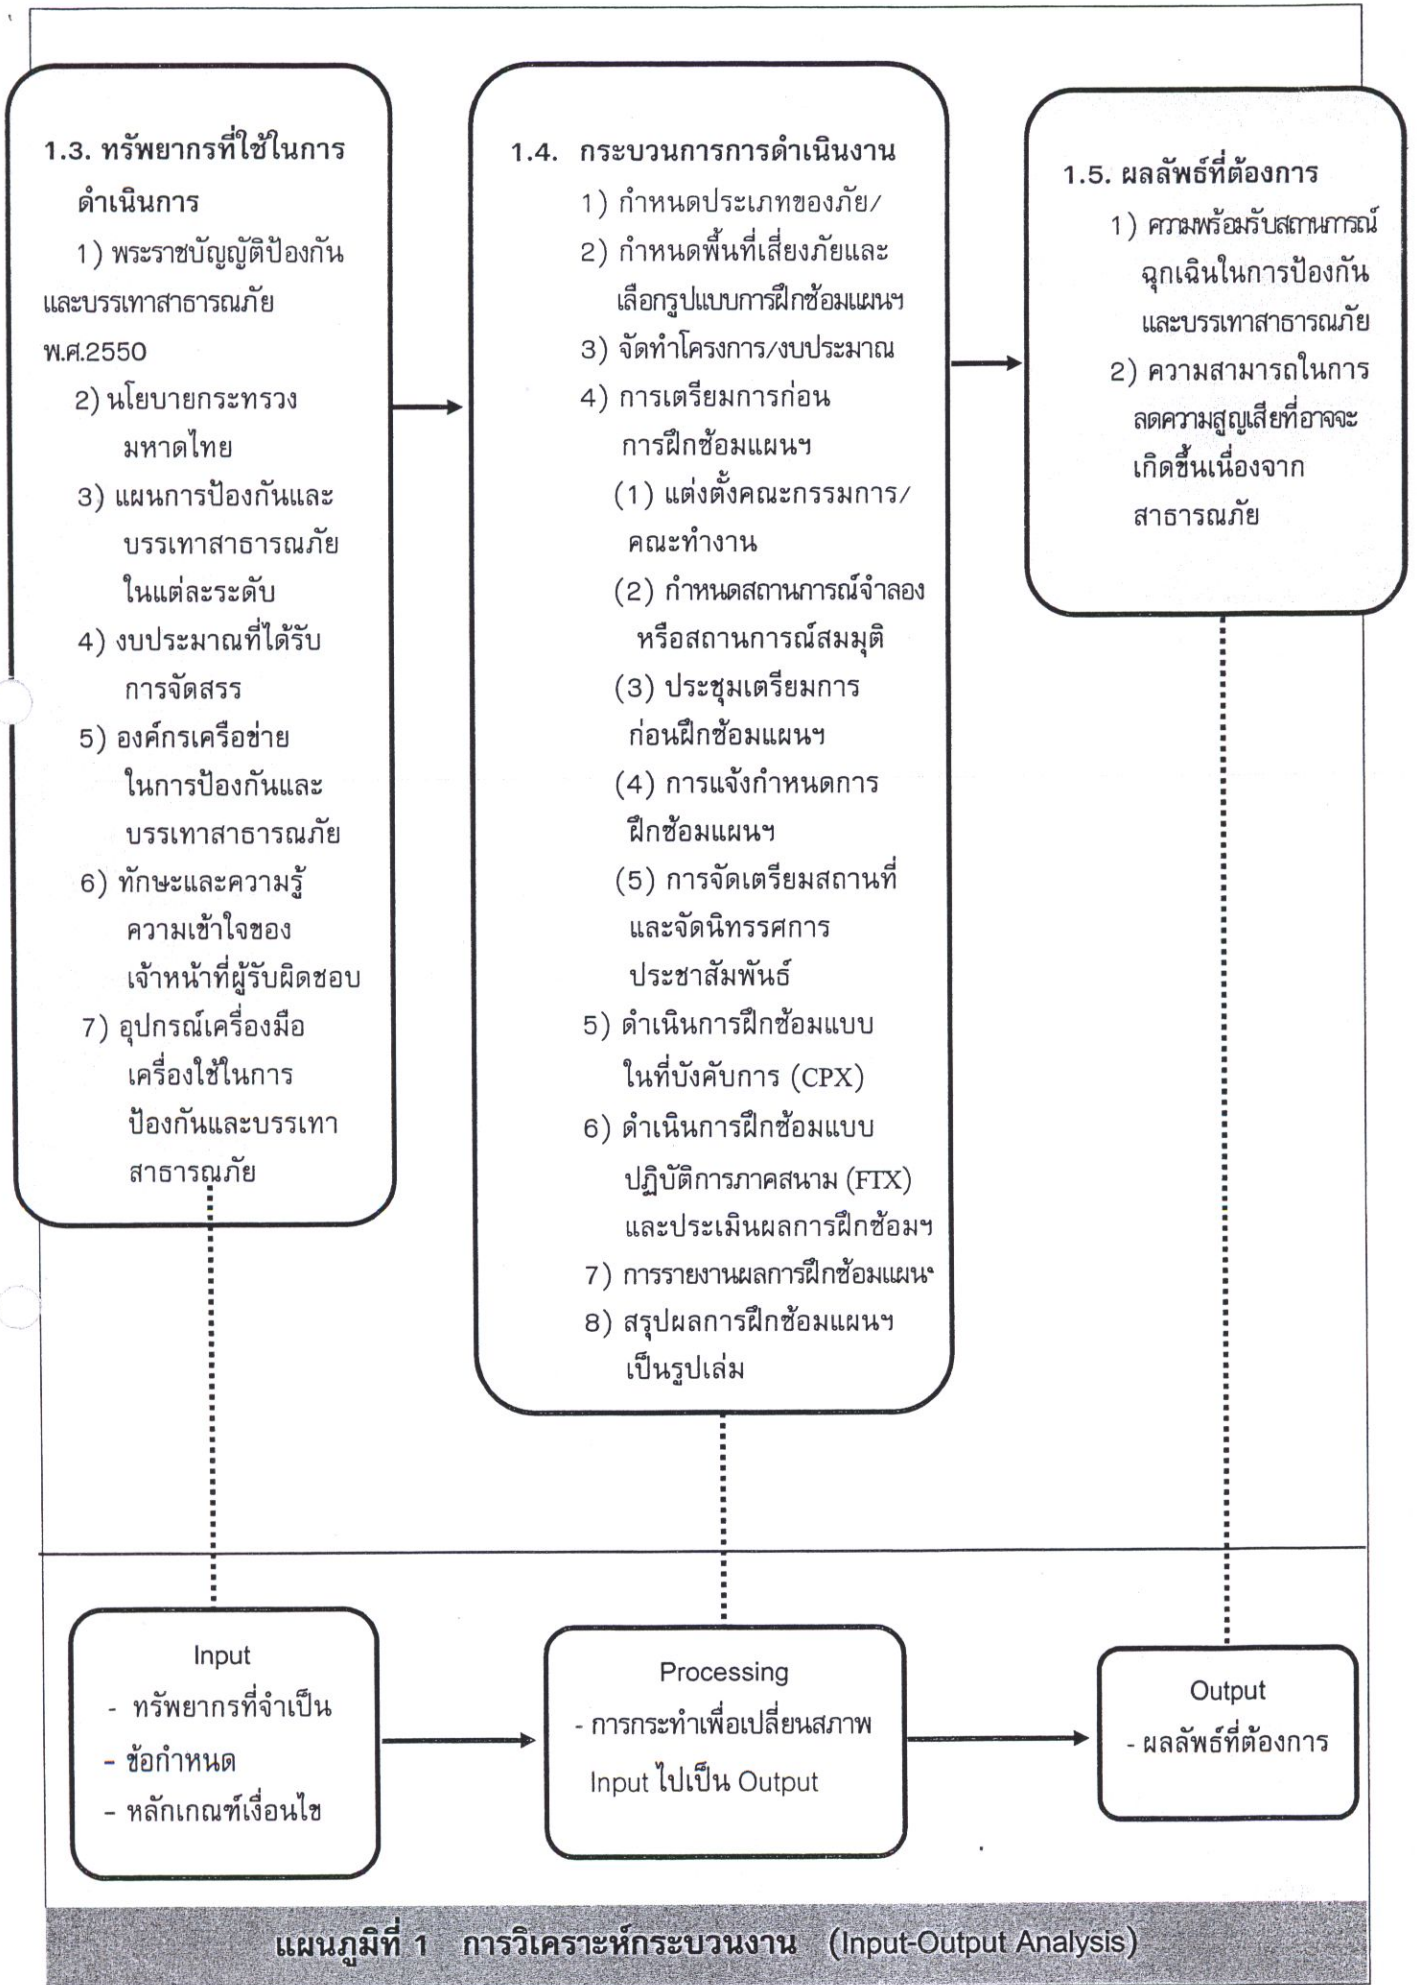 1.3. ทรัพยากรที่ใช้ในการ
ดำเนินการ
1) พระราชบัญญัติป้องกัน
และบรรเทาสาธารณภัย
พ.ศ.2550
2) นโยบายกระทรวง
มหาดไทย
3) แผนการป้องกันและ
บรรเทาสาธารณภัย
ในแต่ละระดับ
4) งบประมาณที่ได้รับ
การจัดสรร
5) องค์กรเครือข่าย
ในการป้องกันและ
บรรเทาสาธารณภัย
6) ทักษะและความรู้
ความเข้าใจของ
เจ้าหน้าที่ผู้รับผิดชอบ
7) อุปกรณ์เครื่องมือ
เครื่องใช้ในการ
ป้องกันและบรรเทา
สาธารณภัย
1.4. กระบวนการการดำเนินงาน
1) กำหนดประเภทของภัย/
2) กำหนดพื้นที่เสี่ยงภัยและ
เลือกรูปแบบการฝึกซ้อมแผนฯ
3) จัดทำโครงการ/งบประมาณ
4) การเตรียมการก่อน
การฝึกซ้อมแผนฯ
(1) แต่งตั้งคณะกรรมการ/
คณะทำงาน
(2) กำหนดสถานการณ์จำลอง
หรือสถานการณ์สมมุติ
(3) ประชุมเตรียมการ
ก่อนฝึกซ้อมแผนฯ
(4) การแจ้งกำหนดการ
ฝึกซ้อมแผนฯ
(5) การจัดเตรียมสถานที่
และจัดนิทรรศการ
ประชาสัมพันธ์
5) ดำเนินการฝึกซ้อมแบบ
ในที่บังคับการ (CPX)
6) ดำเนินการฝึกซ้อมแบบ
ปฏิบัติการภาคสนาม (FTX)
และประเมินผลการฝึกซ้อมฯ
7) การรายงานผลการฝึกซ้อมแผนฯ
8) สรุปผลการฝึกซ้อมแผนฯ
เป็นรูปเล่ม
1.5. ผลลัพธ์ที่ต้องการ
1) ความพร้อมรับสถานการณ์
ฉุกเฉินในการป้องกัน
และบรรเทาสาธารณภัย
2) ความสามารถในการ
ลดความสูญเสียที่อาจจะ
เกิดขึ้นเนื่องจาก
สาธารณภัย
Input
- ทรัพยากรที่จำเป็น
- ข้อกำหนด
- หลักเกณฑ์เงื่อนไข
Processing
- การกระทำเพื่อเปลี่ยนสภาพ
Input ไปเป็น Output
Output
- ผลลัพธ์ที่ต้องการ
แผนภูมิที่ 1 การวิเคราะห์กระบวนงาน (Input-Output Analysis)